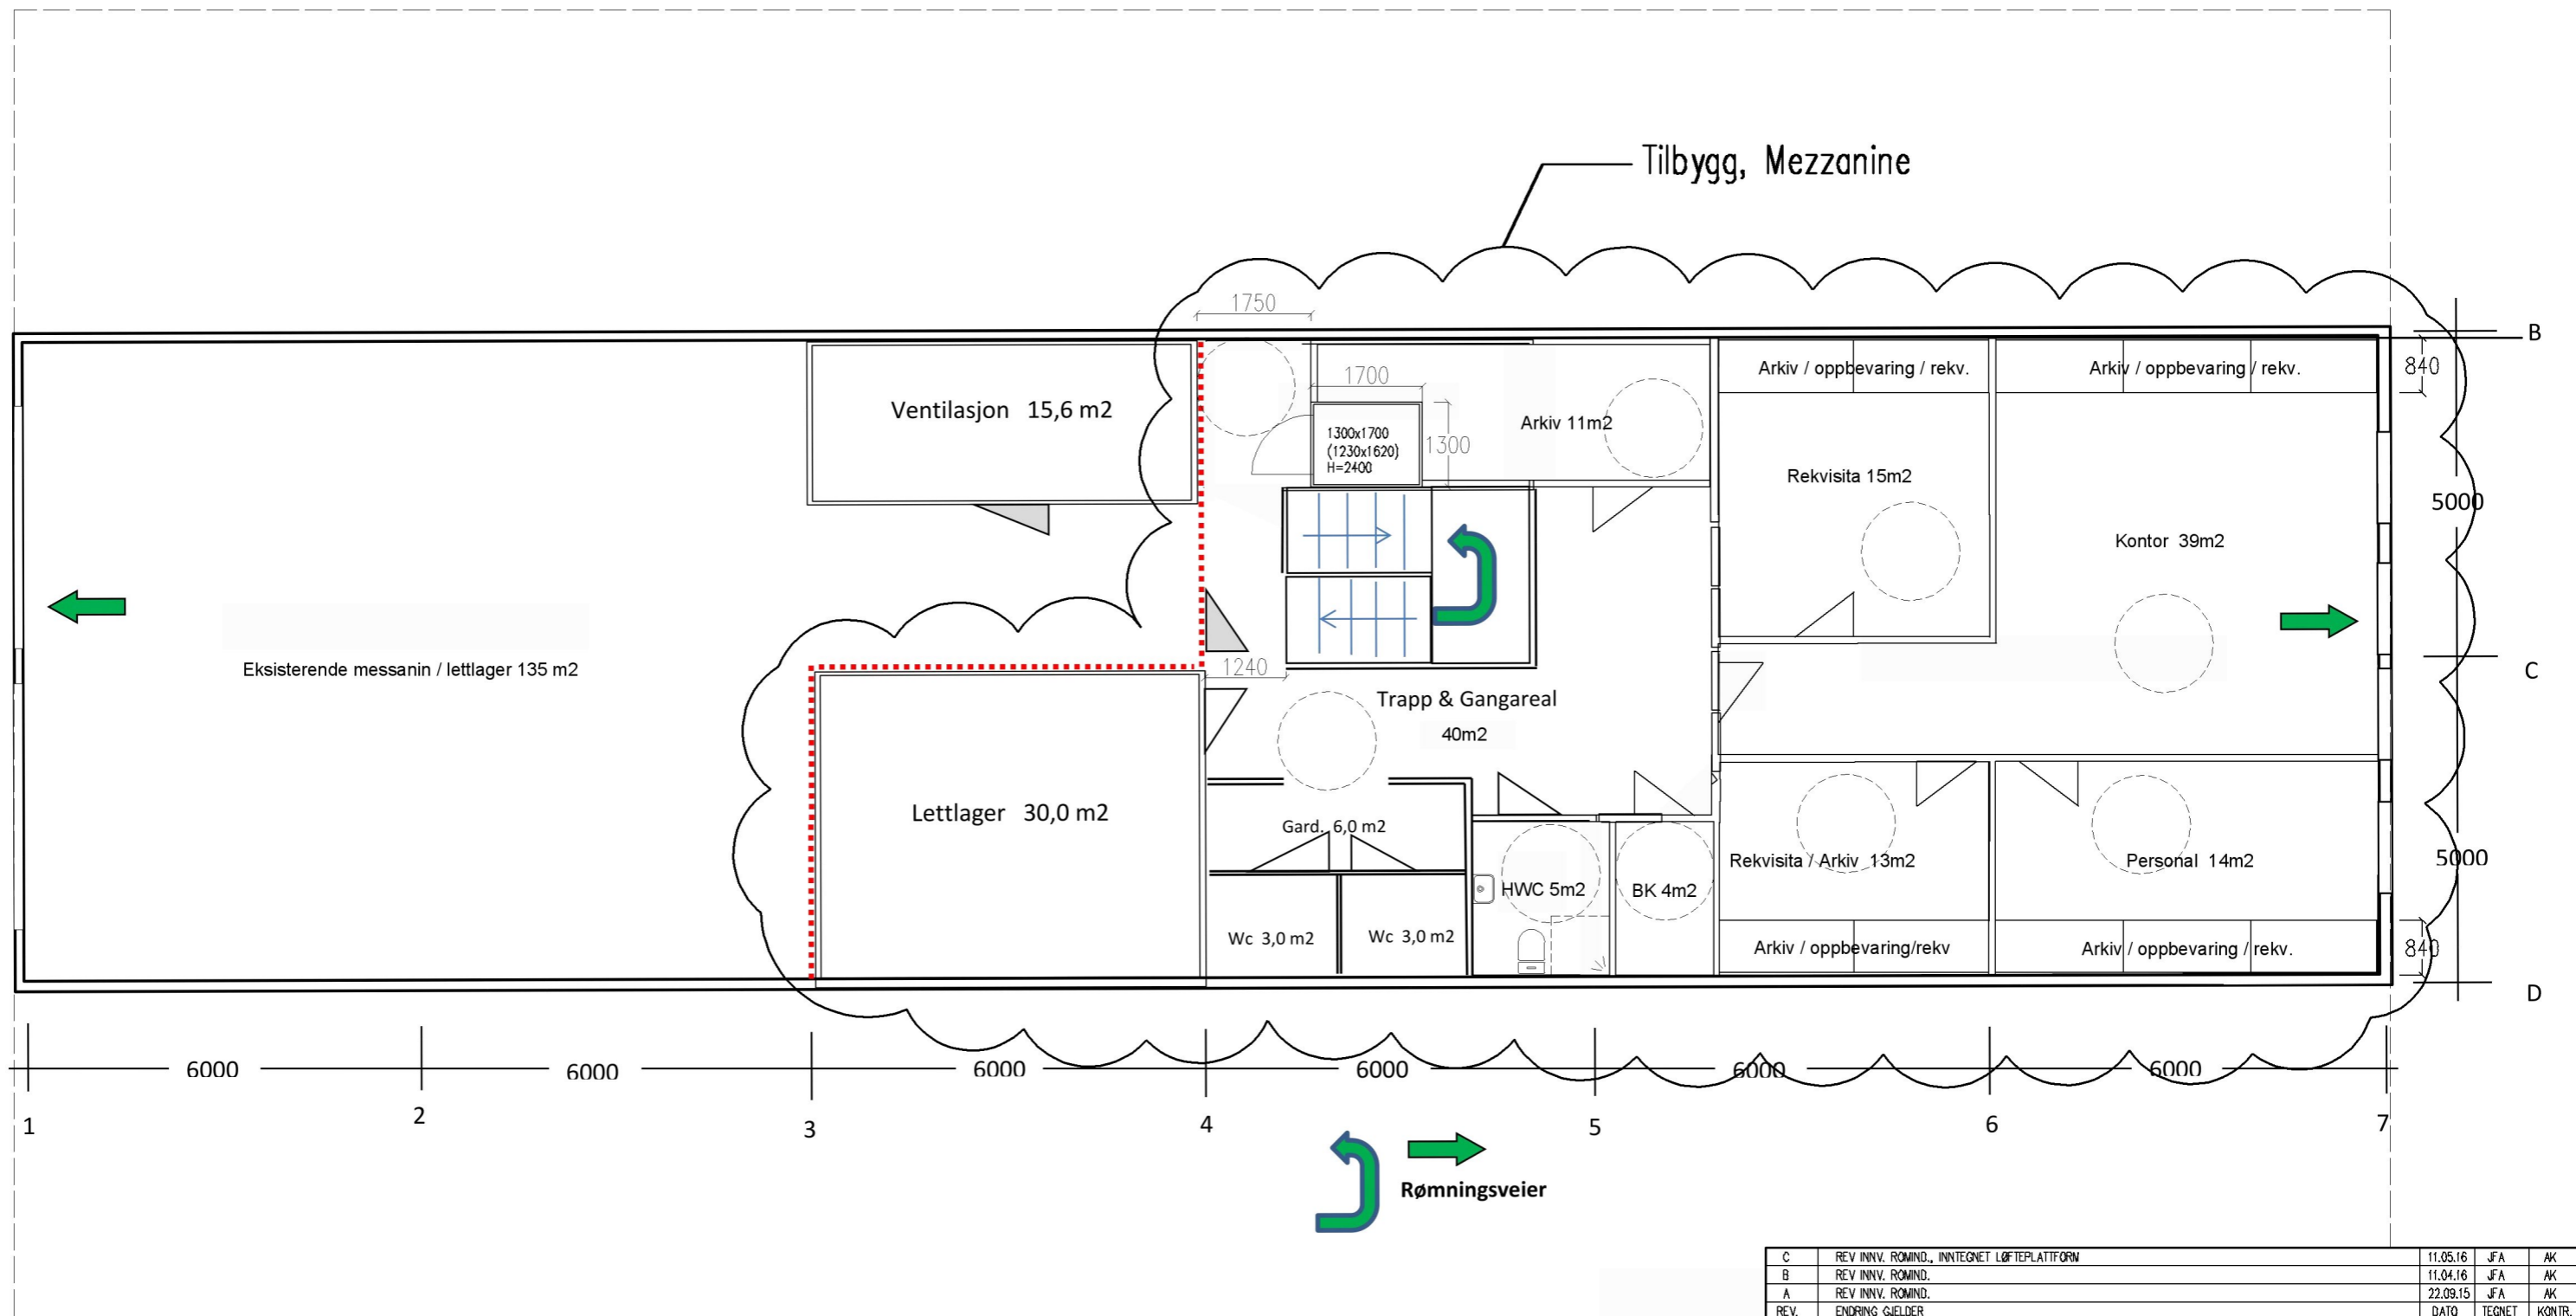 Tilbygg, Mezzanine
1750
B
Ventilasjon 15,6 m2
1700
1300x1700
(1230x1620)
H=2400
1300
Arkiv 11m2
Arkiv / oppbevaring / rekv.
Arkiv / oppbevaring / rekv.
840
Rekvisita 15m2
5000
Kontor 39m2
Eksisterende messanin / lettlager 135 m2
1240
Trapp & Gangareal
40m2
C
Lettlager 30,0 m2
Gard. 6,0 m2
Wc 3,0 m2
Wc 3,0 m2
HWC 5m2
BK 4m2
Rekvisita / Arkiv 13m2
Personal 14m2
5000
Arkiv / oppbevaring/rekv
Arkiv / oppbevaring / rekv.
840
D
6000
6000
6000
6000
6000
6000
1
2
3
4
5
6
7
Rømningsveier
C REV INNV. ROMIND., INNTEGNET LØFTEPLATTFORM 11.05.16 JFA AK
B REV INNV. ROMIND. 11.04.16 JFA AK
A REV INNV. ROMIND. 22.09.15 JFA AK
REV. ENDRING GJELDER DATO TEGNET KONTR.